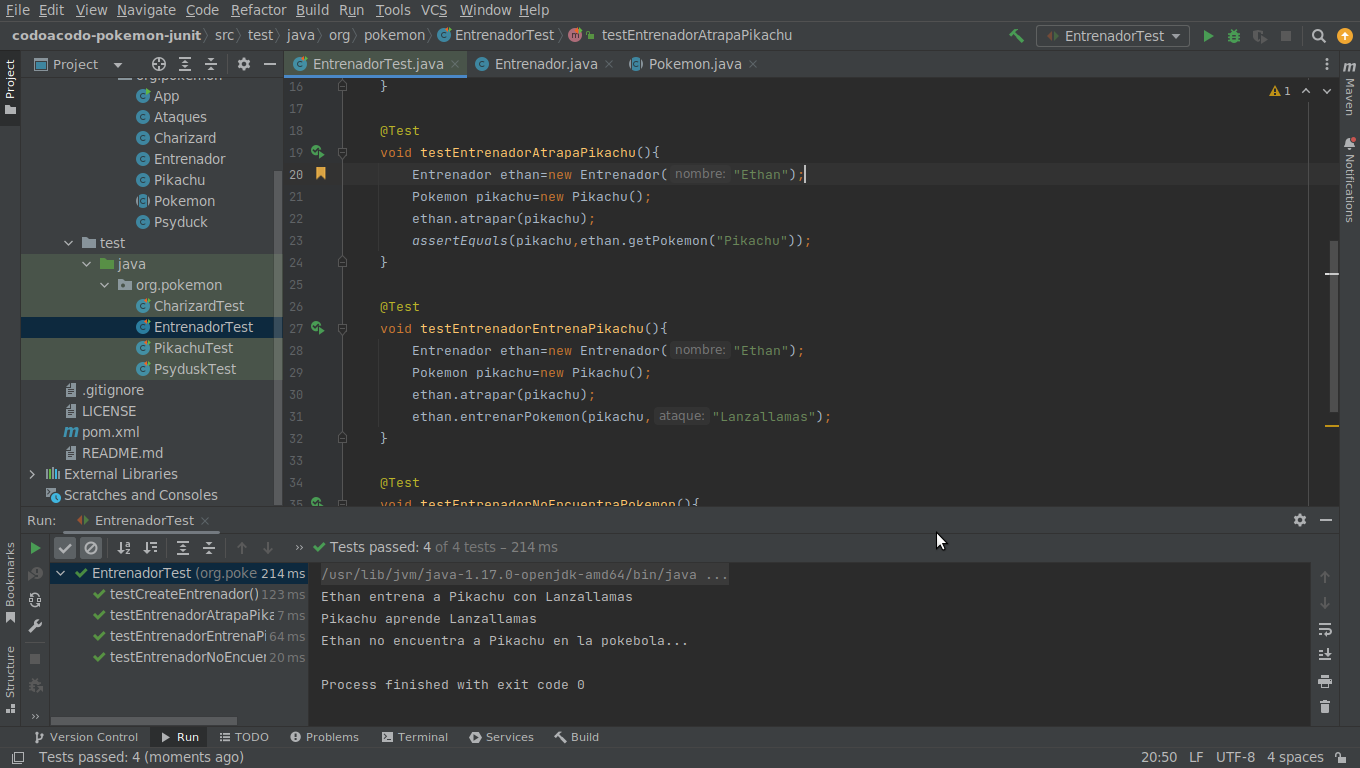 File Edit View Navigate Code Refactor Build Run Tools VCS Window Help
codoacodo-pokemon-junit src test java org pokemon EntrenadorTest testEntrenadorAtrapaPikachu EntrenadorTest
Project
Project
EntrenadorTest.java Entrenador.java Pokemon.java
org.pokemon
App
Ataques
Charizard
Entrenador
Pikachu
Pokemon
Psyduck
test
java
org.pokemon
CharizardTest
EntrenadorTest
PikachuTest
PsyduskTest
.gitignore
LICENSE
pom.xml
README.md
External Libraries
Scratches and Consoles
1
16 }
17
18 @Test
19 void testEntrenadorAtrapaPikachu(){
20 Entrenador ethan=new Entrenador( nombre: "Ethan");
21 Pokemon pikachu=new Pikachu();
22 ethan.atrapar(pikachu);
23 assertEquals(pikachu,ethan.getPokemon("Pikachu"));
24 }
25
26 @Test
27 void testEntrenadorEntrenaPikachu(){
28 Entrenador ethan=new Entrenador( nombre: "Ethan");
29 Pokemon pikachu=new Pikachu();
30 ethan.atrapar(pikachu);
31 ethan.entrenarPokemon(pikachu, ataque: "Lanzallamas");
32 }
33
34 @Test
35 void testEntrenadorNoEncuentraPokemon(){
Maven
Notifications
Run: EntrenadorTest
Tests passed: 4 of 4 tests – 214 ms
EntrenadorTest (org.poke 214 ms
testCreateEntrenador() 123 ms
testEntrenadorAtrapaPika 7 ms
testEntrenadorEntrenaPi 64 ms
testEntrenadorNoEncuer 20 ms
/usr/lib/jvm/java-1.17.0-openjdk-amd64/bin/java ...
Ethan entrena a Pikachu con Lanzallamas
Pikachu aprende Lanzallamas
Ethan no encuentra a Pikachu en la pokebola...
Process finished with exit code 0
Bookmarks
Structure
Version Control Run TODO Problems Terminal Services Build
Tests passed: 4 (moments ago) 20:50 LF UTF-8 4 spaces